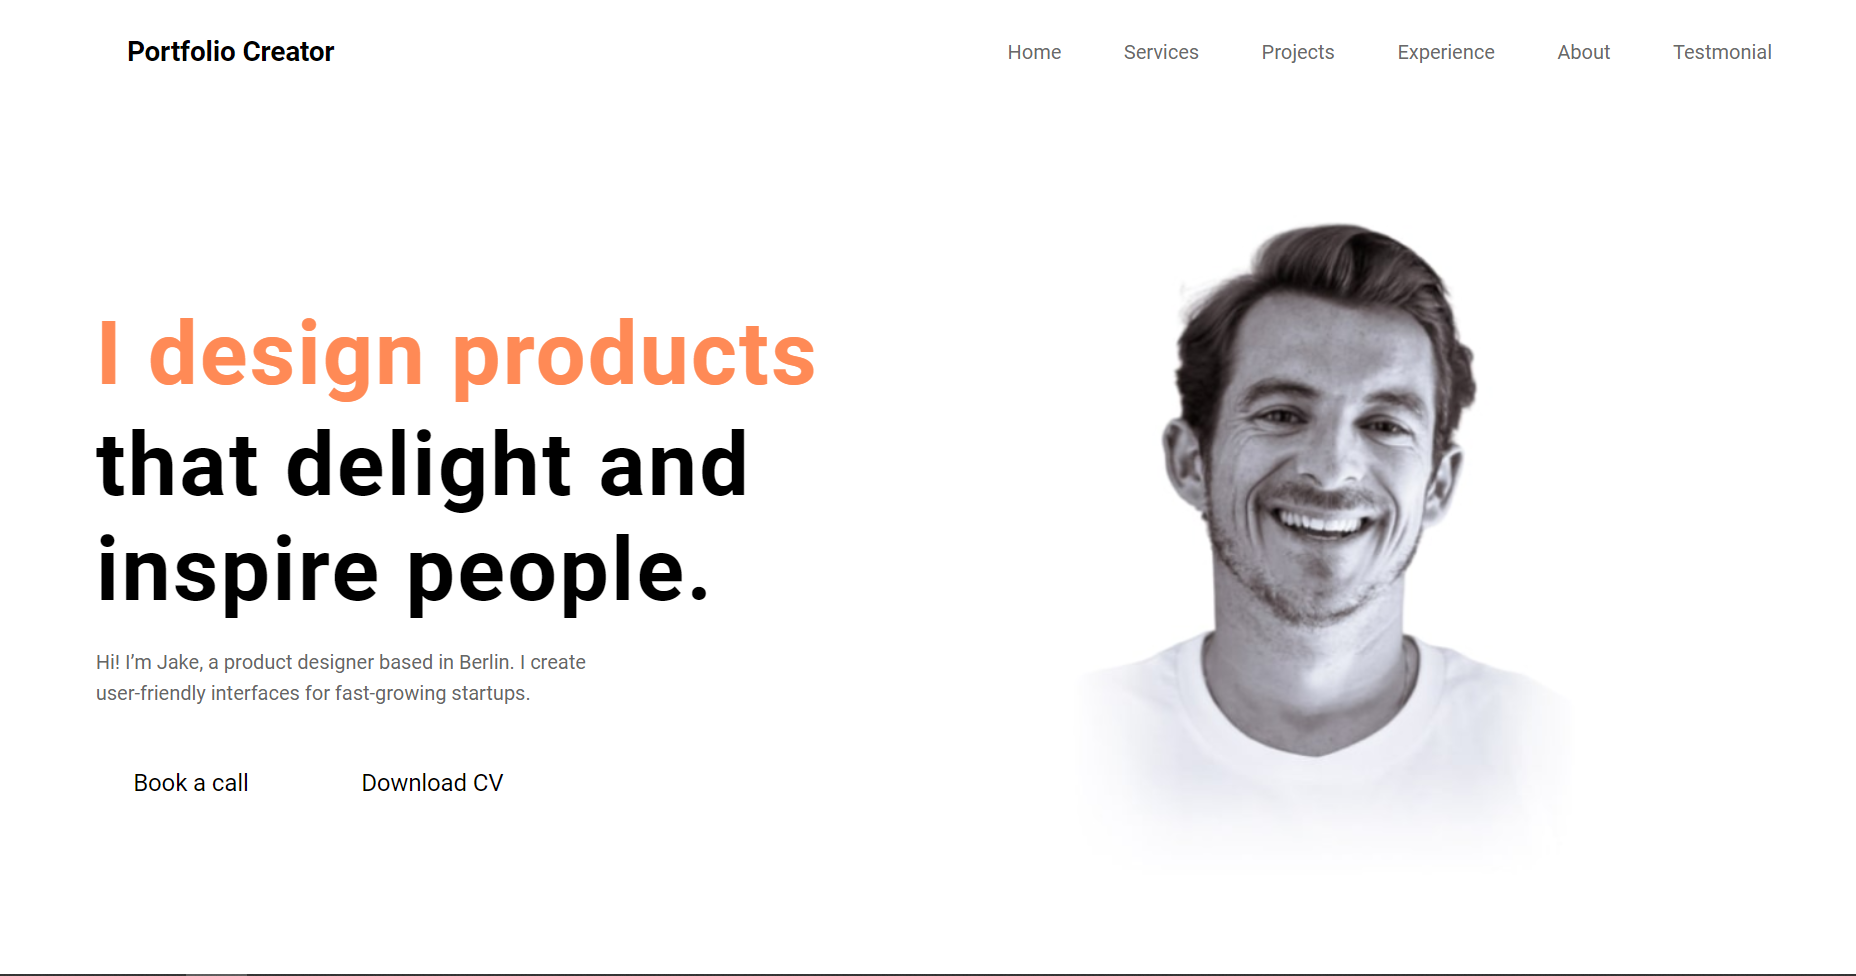 Portfolio Creator
Home Services Projects Experience About Testmonial
I design products
that delight and
inspire people.
Hi! I’m Jake, a product designer based in Berlin. I create
user-friendly interfaces for fast-growing startups.
Book a call Download CV